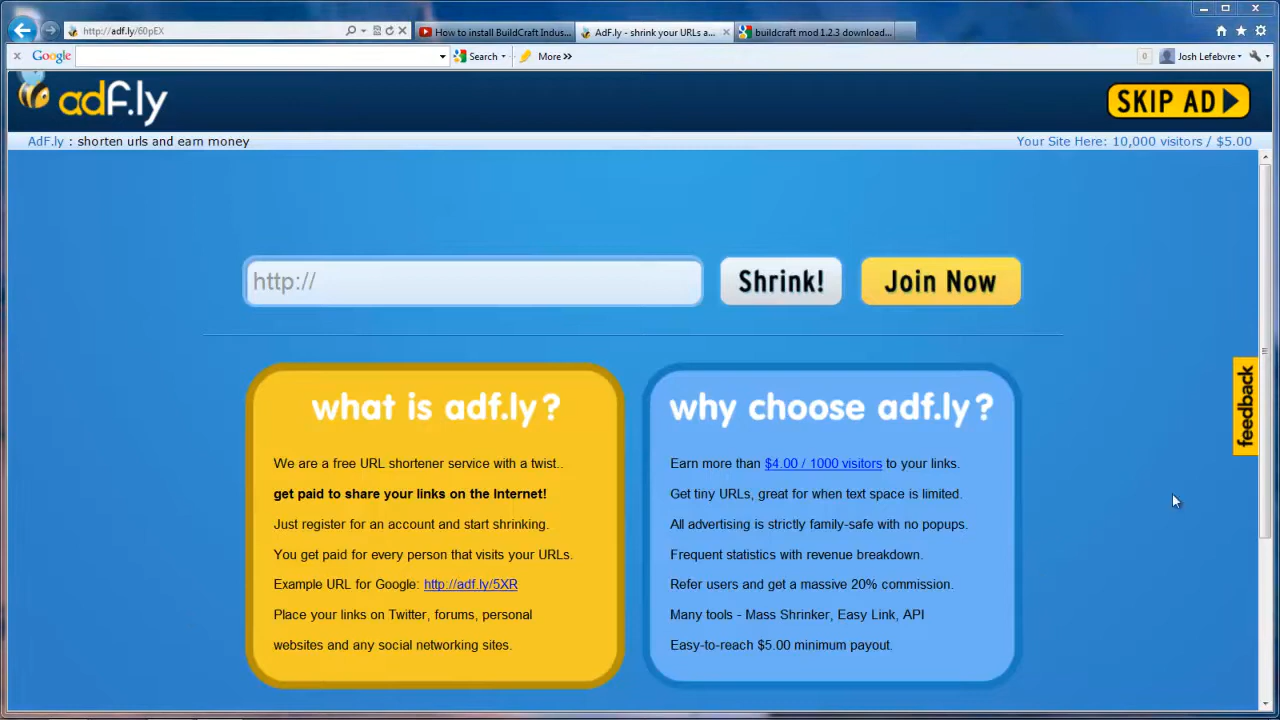 http://adf.ly/60pEX
How to install BuildCraft Indus...
AdF.ly - shrink your URLs a...
buildcraft mod 1.2.3 download...
Google
Search
More »
0
Josh Lefebvre
adf.ly
SKIP AD
AdF.ly : shorten urls and earn money
Your Site Here: 10,000 visitors / $5.00
http://
Shrink!
Join Now
feedback
what is adf.ly?
We are a free URL shortener service with a twist..
get paid to share your links on the Internet!
Just register for an account and start shrinking.
You get paid for every person that visits your URLs.
Example URL for Google: http://adf.ly/5XR
Place your links on Twitter, forums, personal
websites and any social networking sites.
why choose adf.ly?
Earn more than $4.00 / 1000 visitors to your links.
Get tiny URLs, great for when text space is limited.
All advertising is strictly family-safe with no popups.
Frequent statistics with revenue breakdown.
Refer users and get a massive 20% commission.
Many tools - Mass Shrinker, Easy Link, API
Easy-to-reach $5.00 minimum payout.